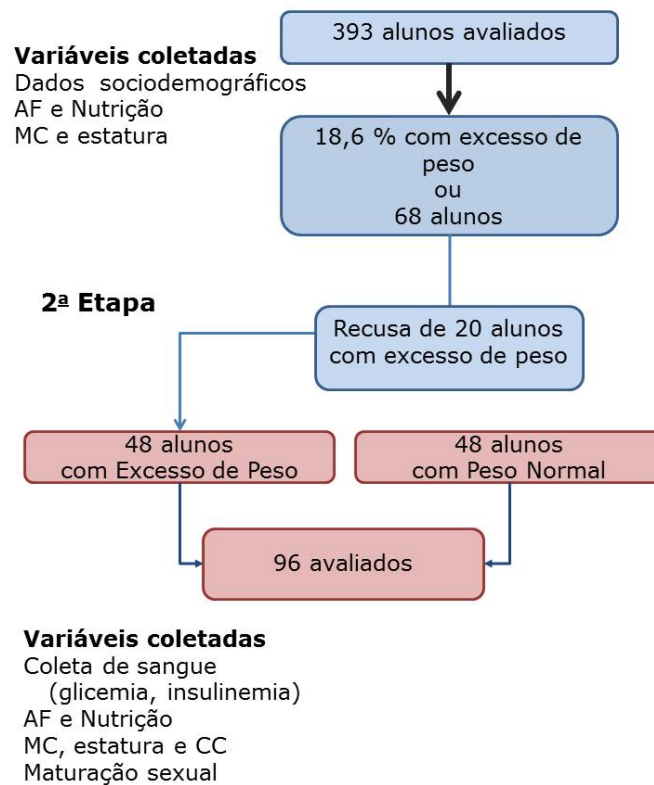 393 alunos avaliados
Variáveis coletadas
Dados sociodemográficos
AF e Nutrição
MC e estatura
18,6 % com excesso de
peso
ou
68 alunos
2ª Etapa
Recusa de 20 alunos
com excesso de peso
48 alunos
com Excesso de Peso
48 alunos
com Peso Normal
96 avaliados
Variáveis coletadas
Coleta de sangue
(glicemia, insulinemia)
AF e Nutrição
MC, estatura e CC
Maturação sexual